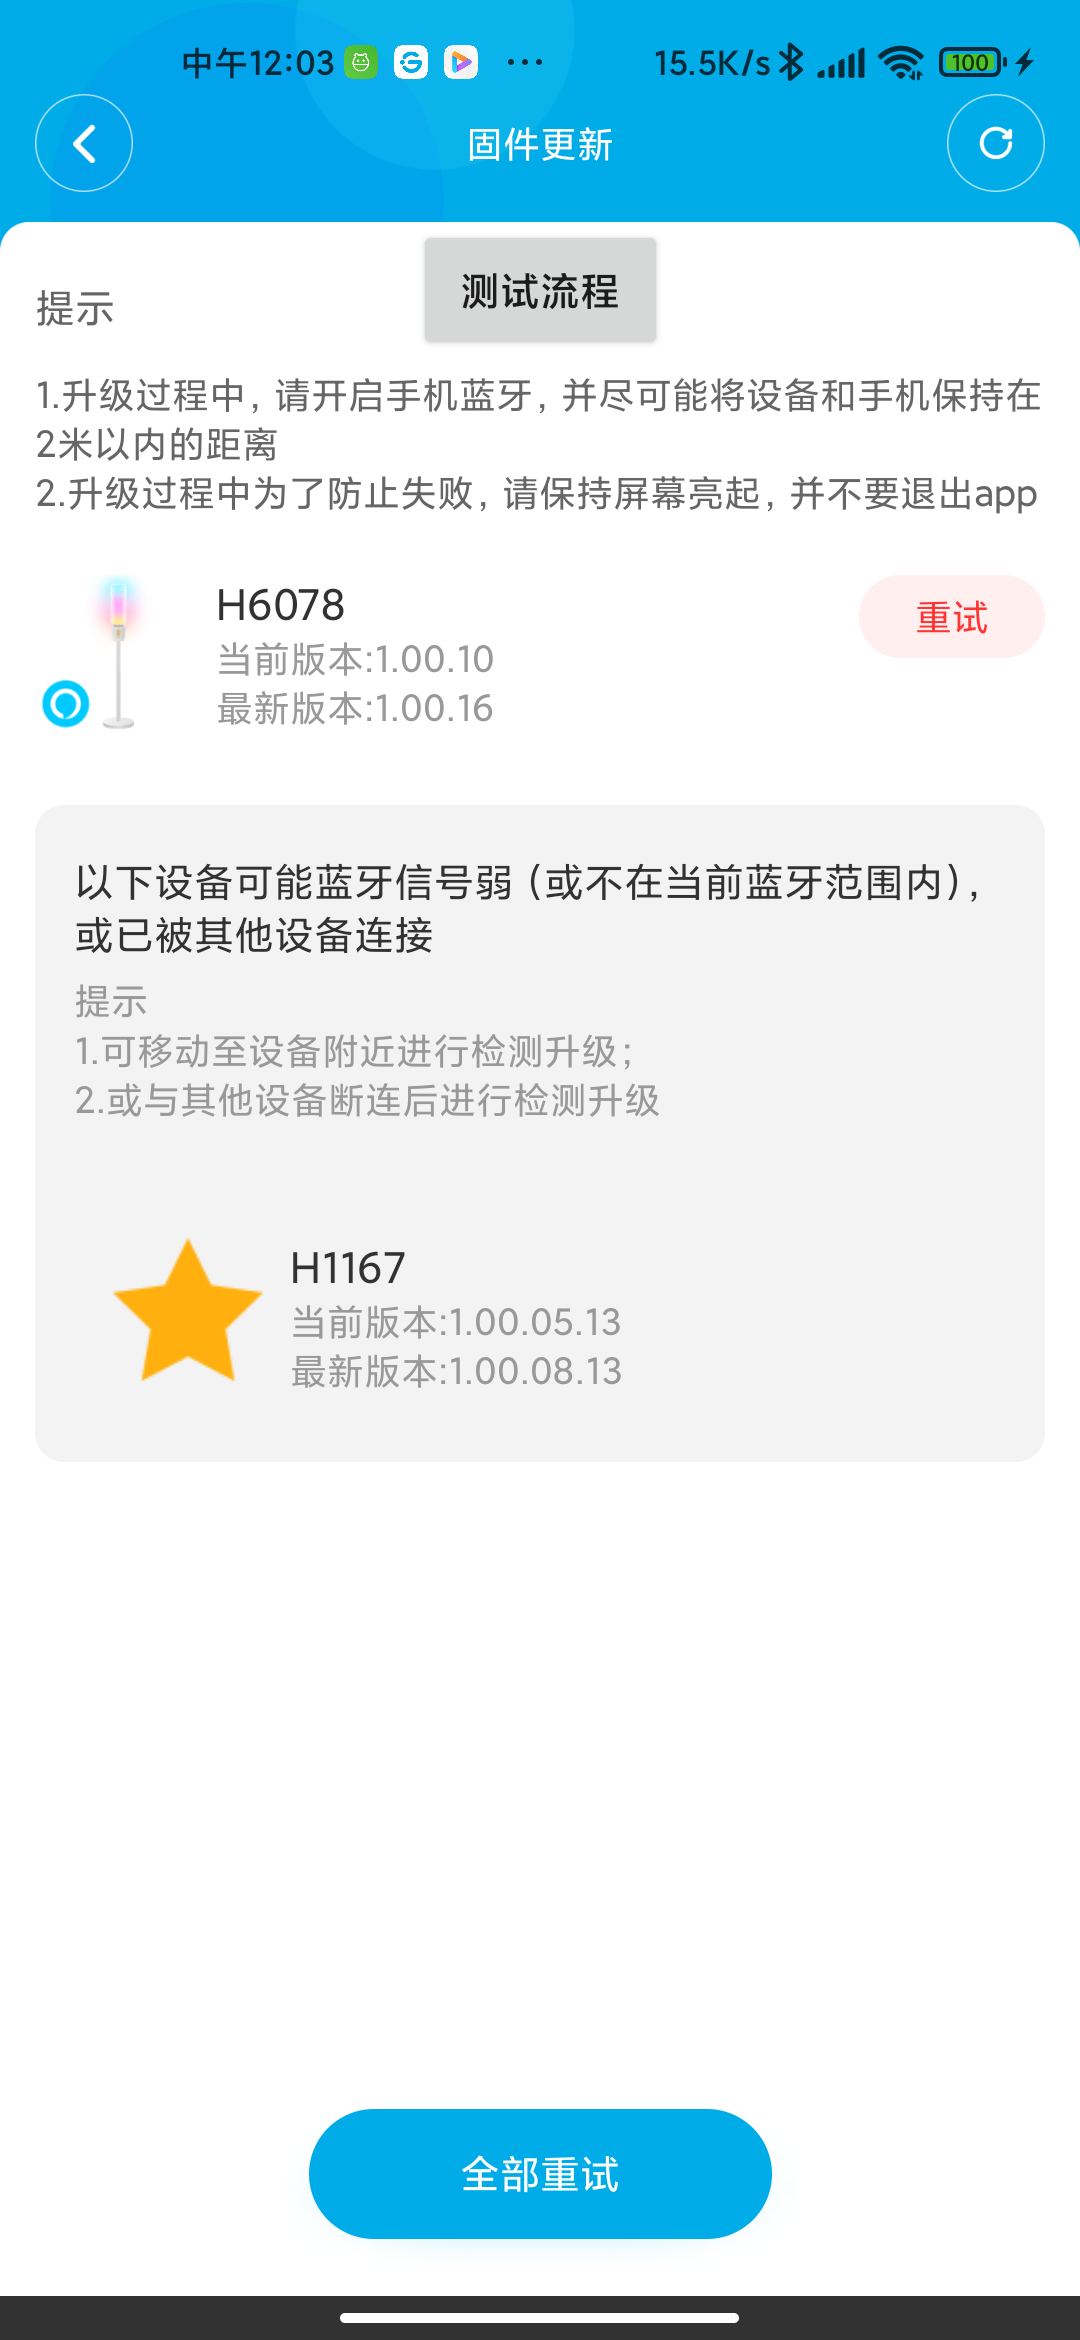 中午12:03
15.5K/s
100
固件更新
测试流程
提示
1.升级过程中, 请开启手机蓝牙, 并尽可能将设备和手机保持在
2米以内的距离
2.升级过程中为了防止失败, 请保持屏幕亮起, 并不要退出app
H6078
重试
当前版本:1.00.10
最新版本:1.00.16
以下设备可能蓝牙信号弱 (或不在当前蓝牙范围内),
或已被其他设备连接
提示
1.可移动至设备附近进行检测升级;
2.或与其他设备断连后进行检测升级
H1167
当前版本:1.00.05.13
最新版本:1.00.08.13
全部重试